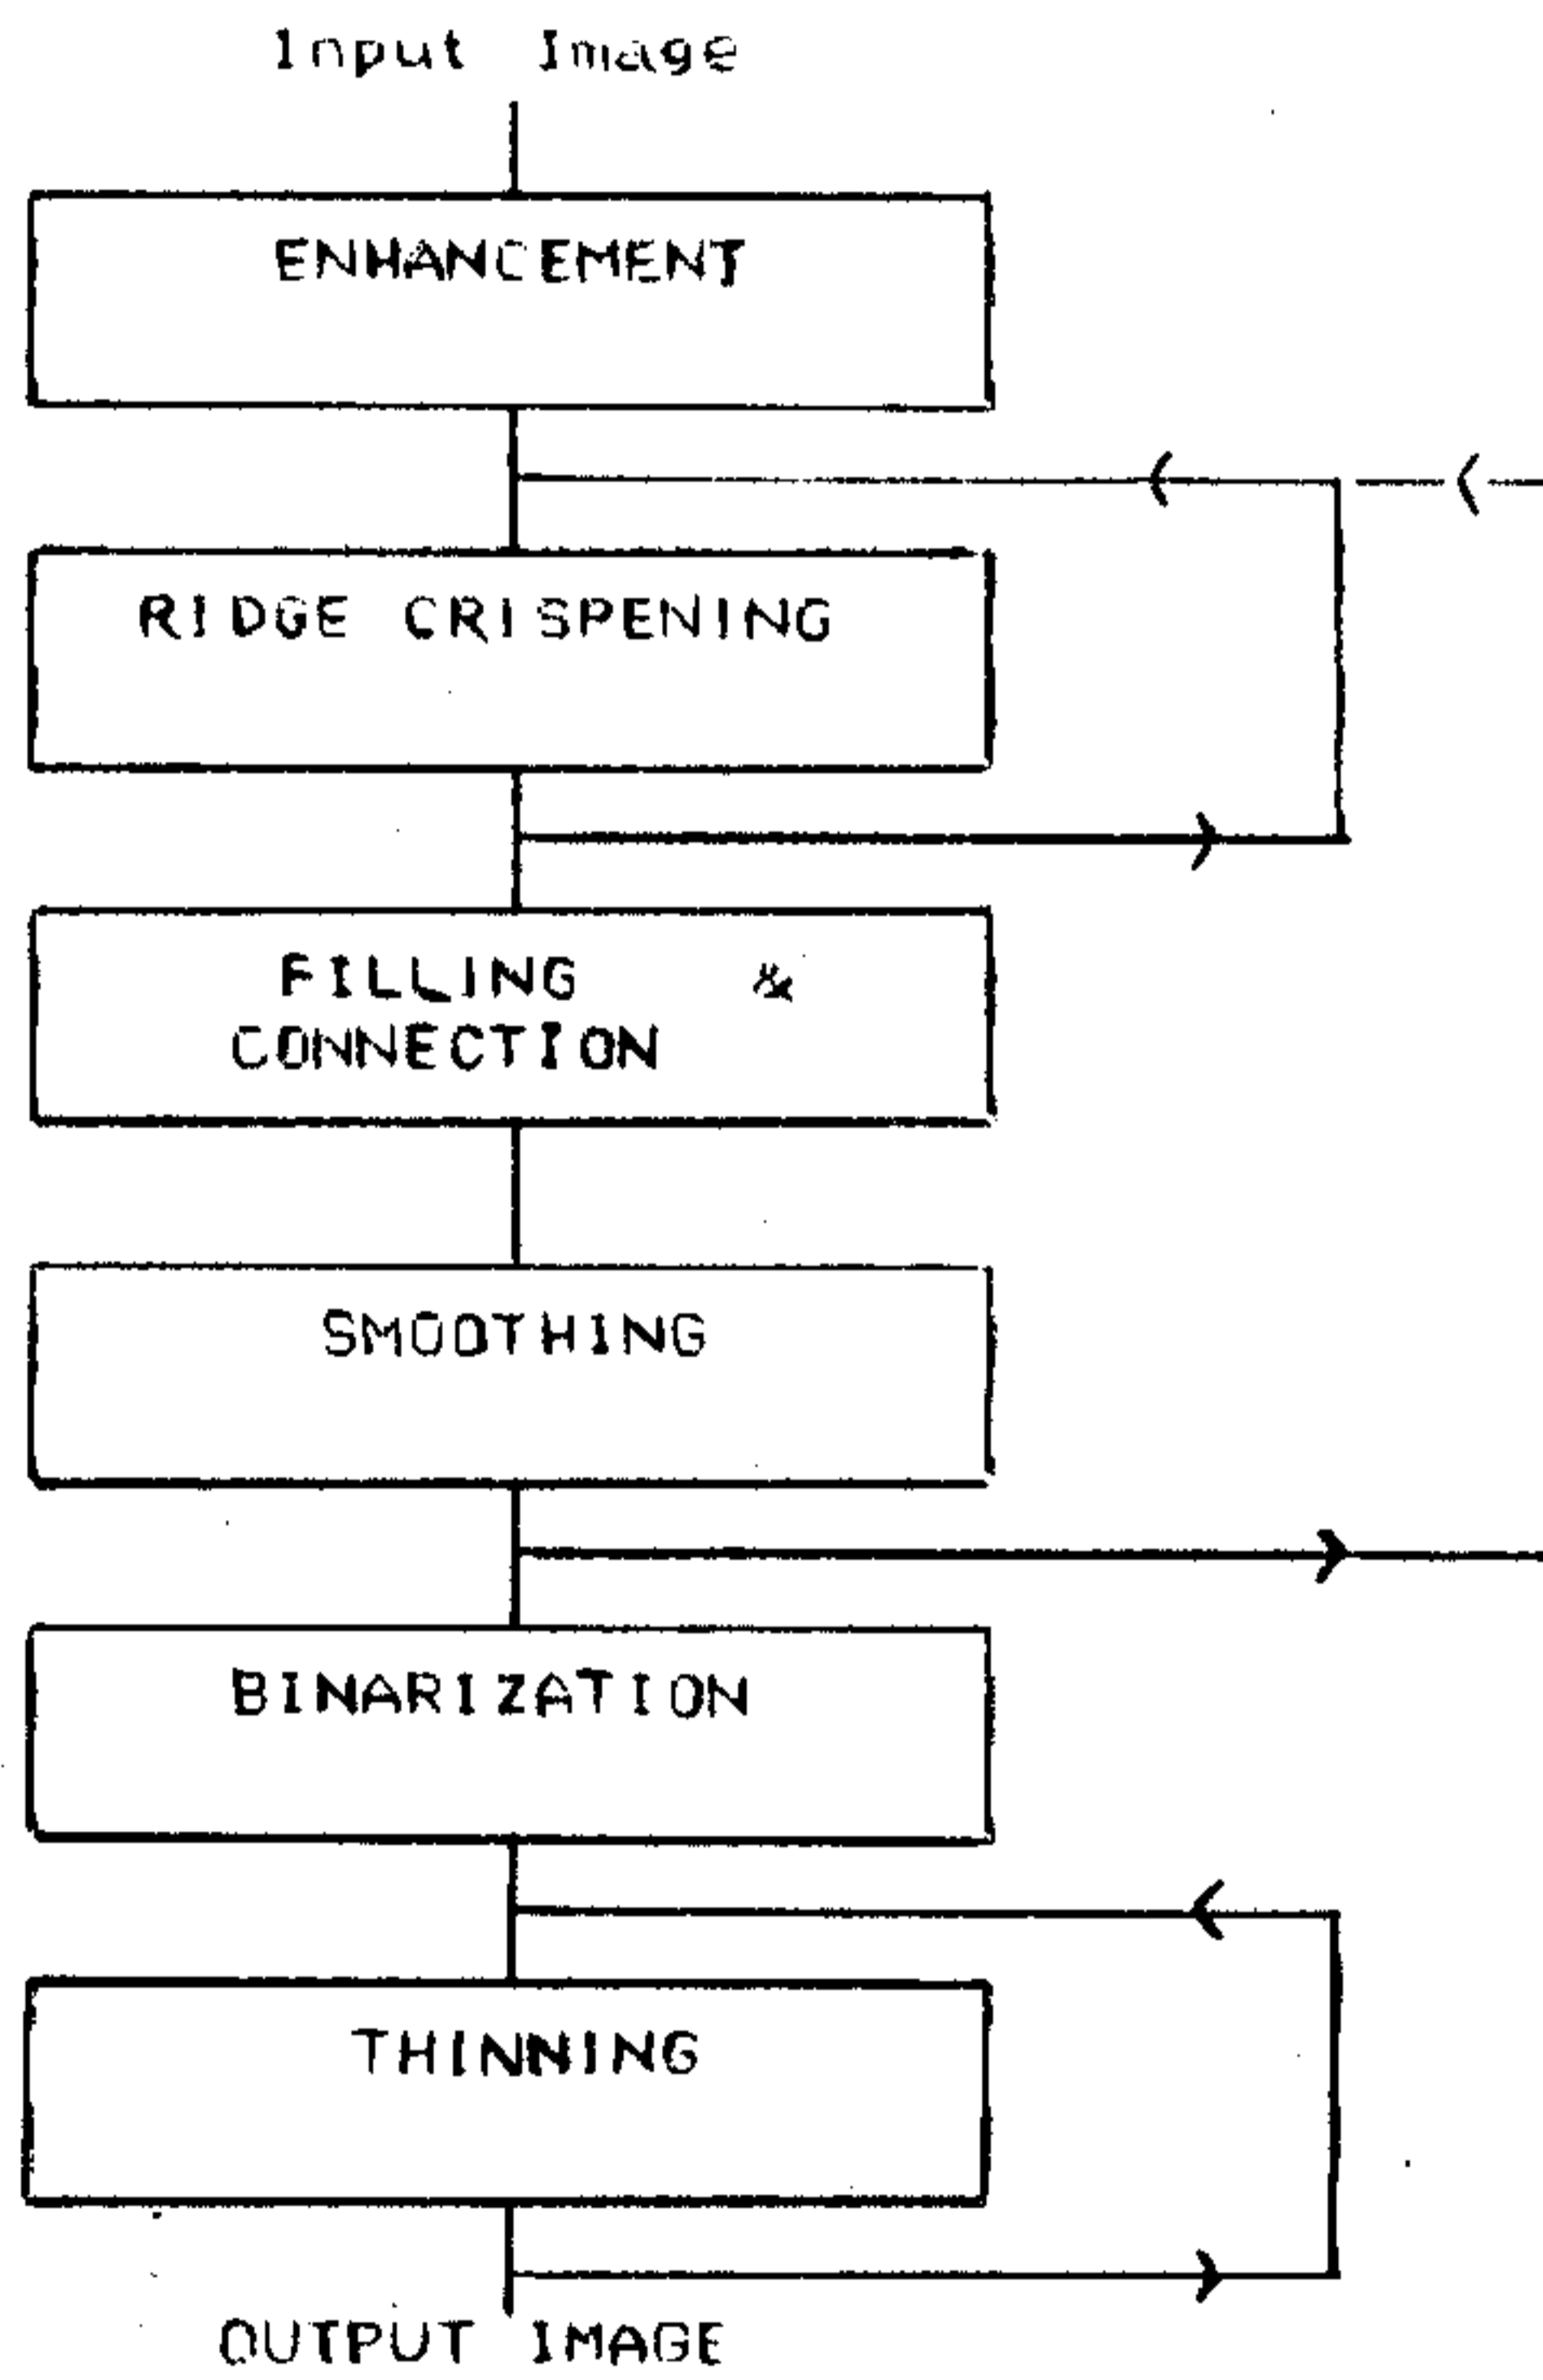 Input Image
ENHANCEMENT
RIDGE CRISPENING
FILLING &
CONNECTION
SMOOTHING
BINARIZATION
THINNING
OUTPUT IMAGE